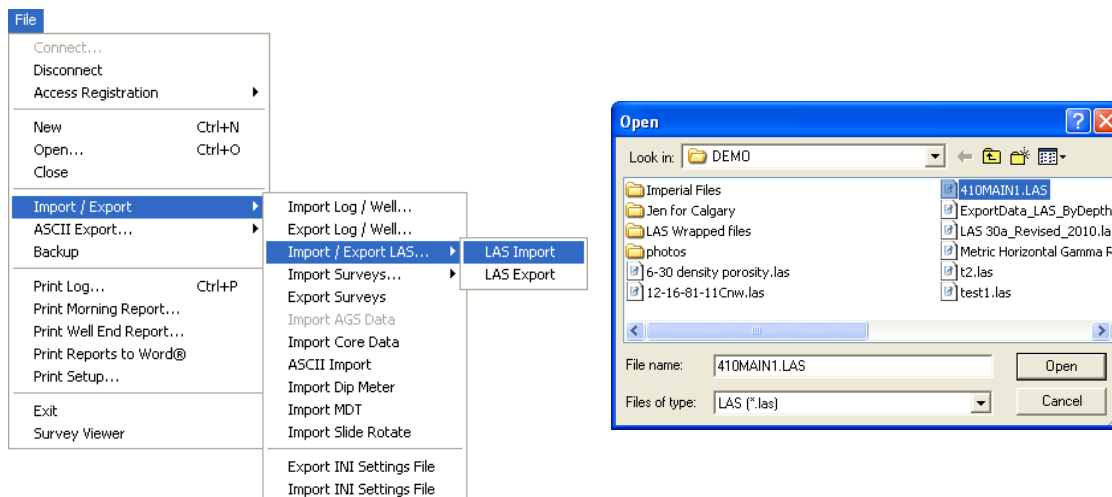 File
Connect...
Disconnect
Access Registration
New Ctrl+N
Open... Ctrl+O
Close
Import / Export
ASCII Export...
Backup
Print Log... Ctrl+P
Print Morning Report...
Print Well End Report...
Print Reports to Word®
Print Setup...
Exit
Survey Viewer
Import Log / Well...
Export Log / Well...
Import / Export LAS...
Import Surveys...
Export Surveys
Import AGS Data
Import Core Data
ASCII Import
Import Dip Meter
Import MDT
Import Slide Rotate
Export INI Settings File
Import INI Settings File
LAS Import
LAS Export
Open
Look in: DEMO
Imperial Files
Jen for Calgary
LAS Wrapped files
photos
6-30 density porosity.las
12-16-81-11Cnw.las
410MAIN1.LAS
ExportData_LAS_ByDepth
LAS 30a_Revised_2010.la
Metric Horizontal Gamma R
t2.las
test1.las
File name: 410MAIN1.LAS Open
Files of type: LAS (*.las) Cancel